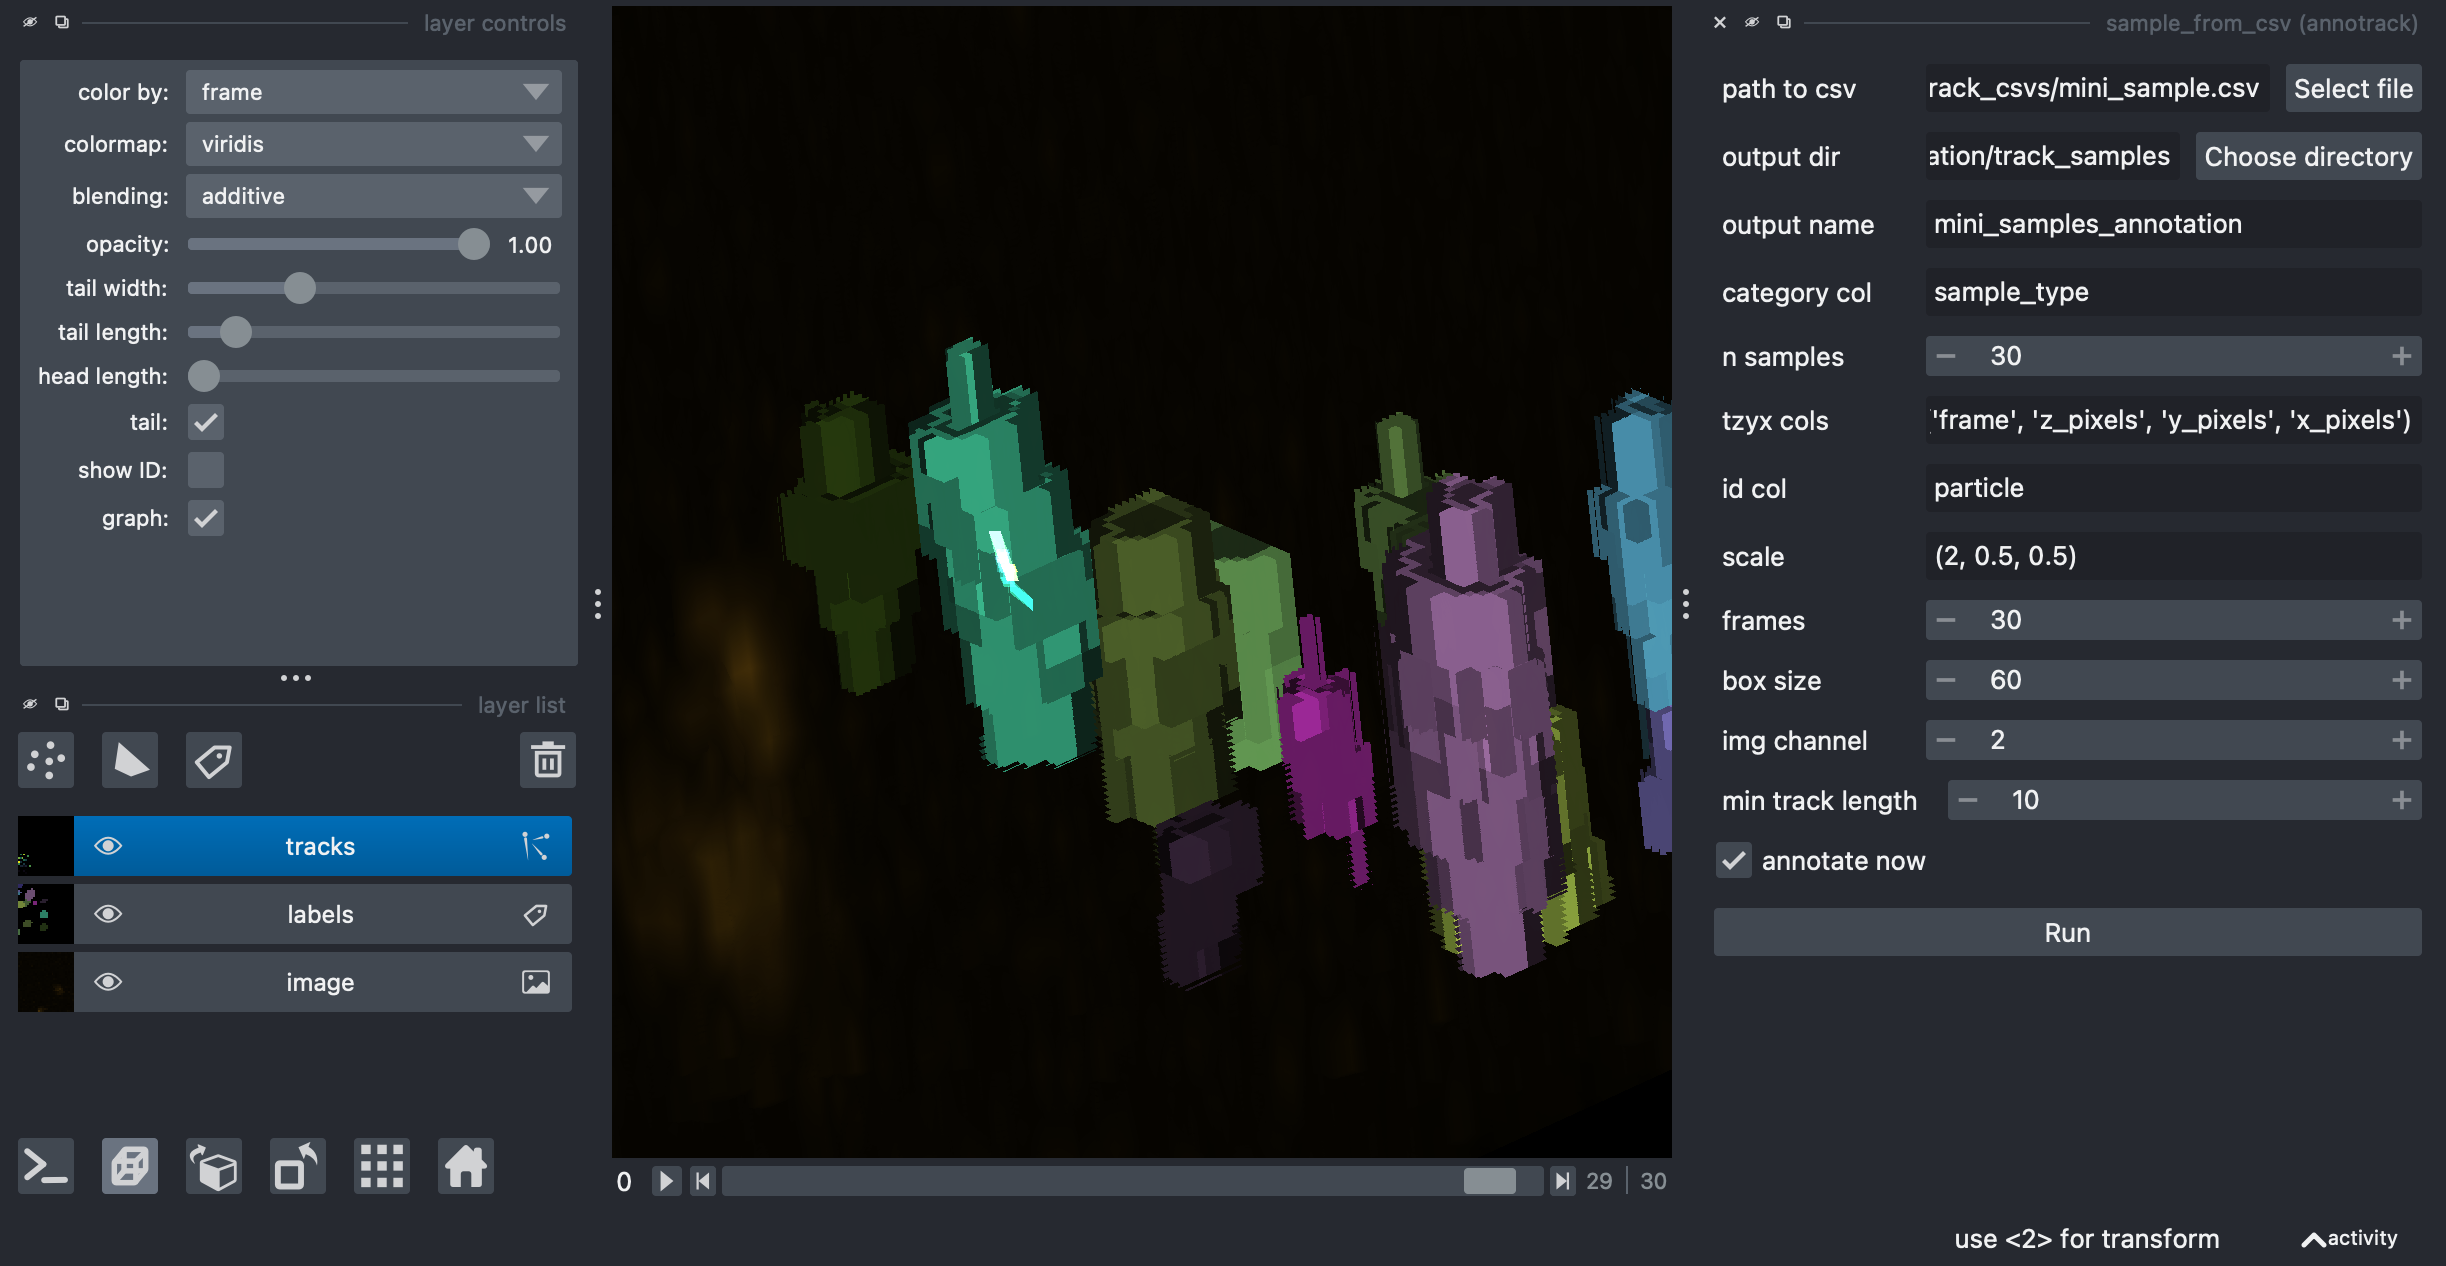 layer controls
color by: frame
colormap: viridis
blending: additive
opacity: 1.00
tail width:
tail length:
head length:
tail:
show ID:
graph:
layer list
tracks
labels
image
0 29 30
sample_from_csv (annotrack)
path to csv rack_csvs/mini_sample.csv Select file
output dir ation/track_samples Choose directory
output name mini_samples_annotation
category col sample_type
n samples 30
tzyx cols 'frame', 'z_pixels', 'y_pixels', 'x_pixels')
id col particle
scale (2, 0.5, 0.5)
frames 30
box size 60
img channel 2
min track length 10
annotate now
Run
use <2> for transform activity